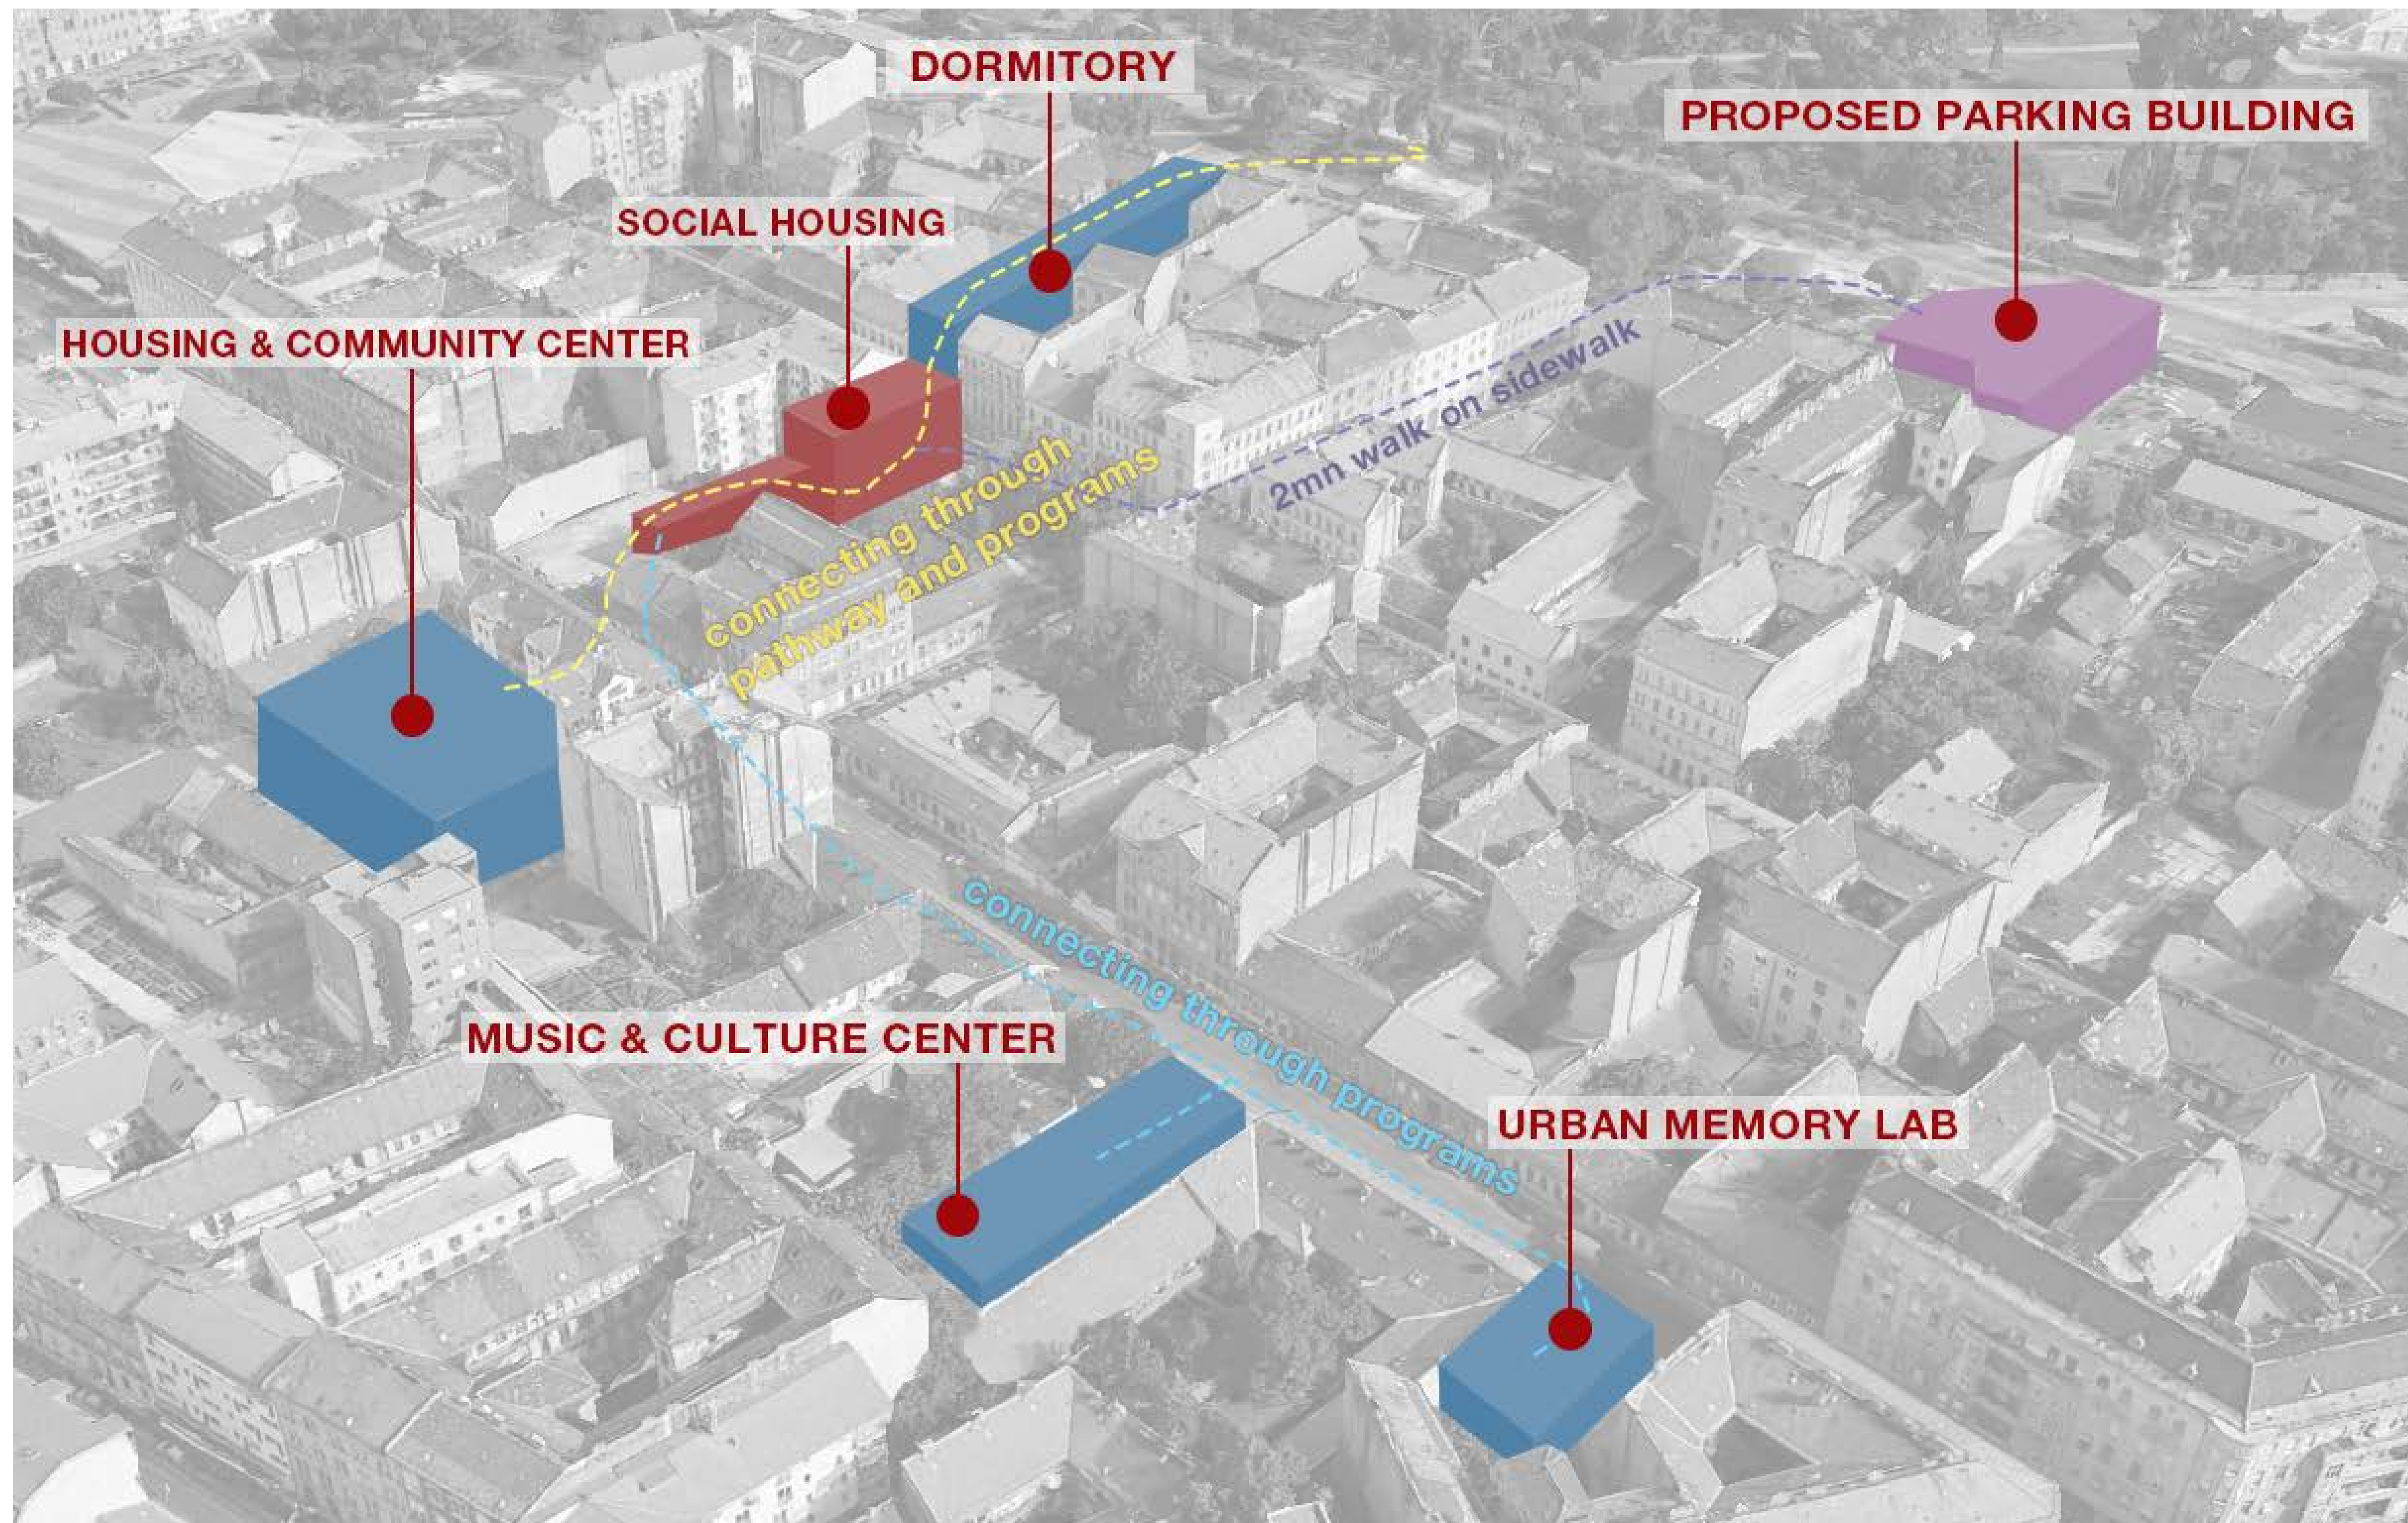 DORMITORY
PROPOSED PARKING BUILDING
SOCIAL HOUSING
HOUSING & COMMUNITY CENTER
2mn walk on sidewalk
connecting through
pathway and programs
connecting through programs
MUSIC & CULTURE CENTER
URBAN MEMORY LAB